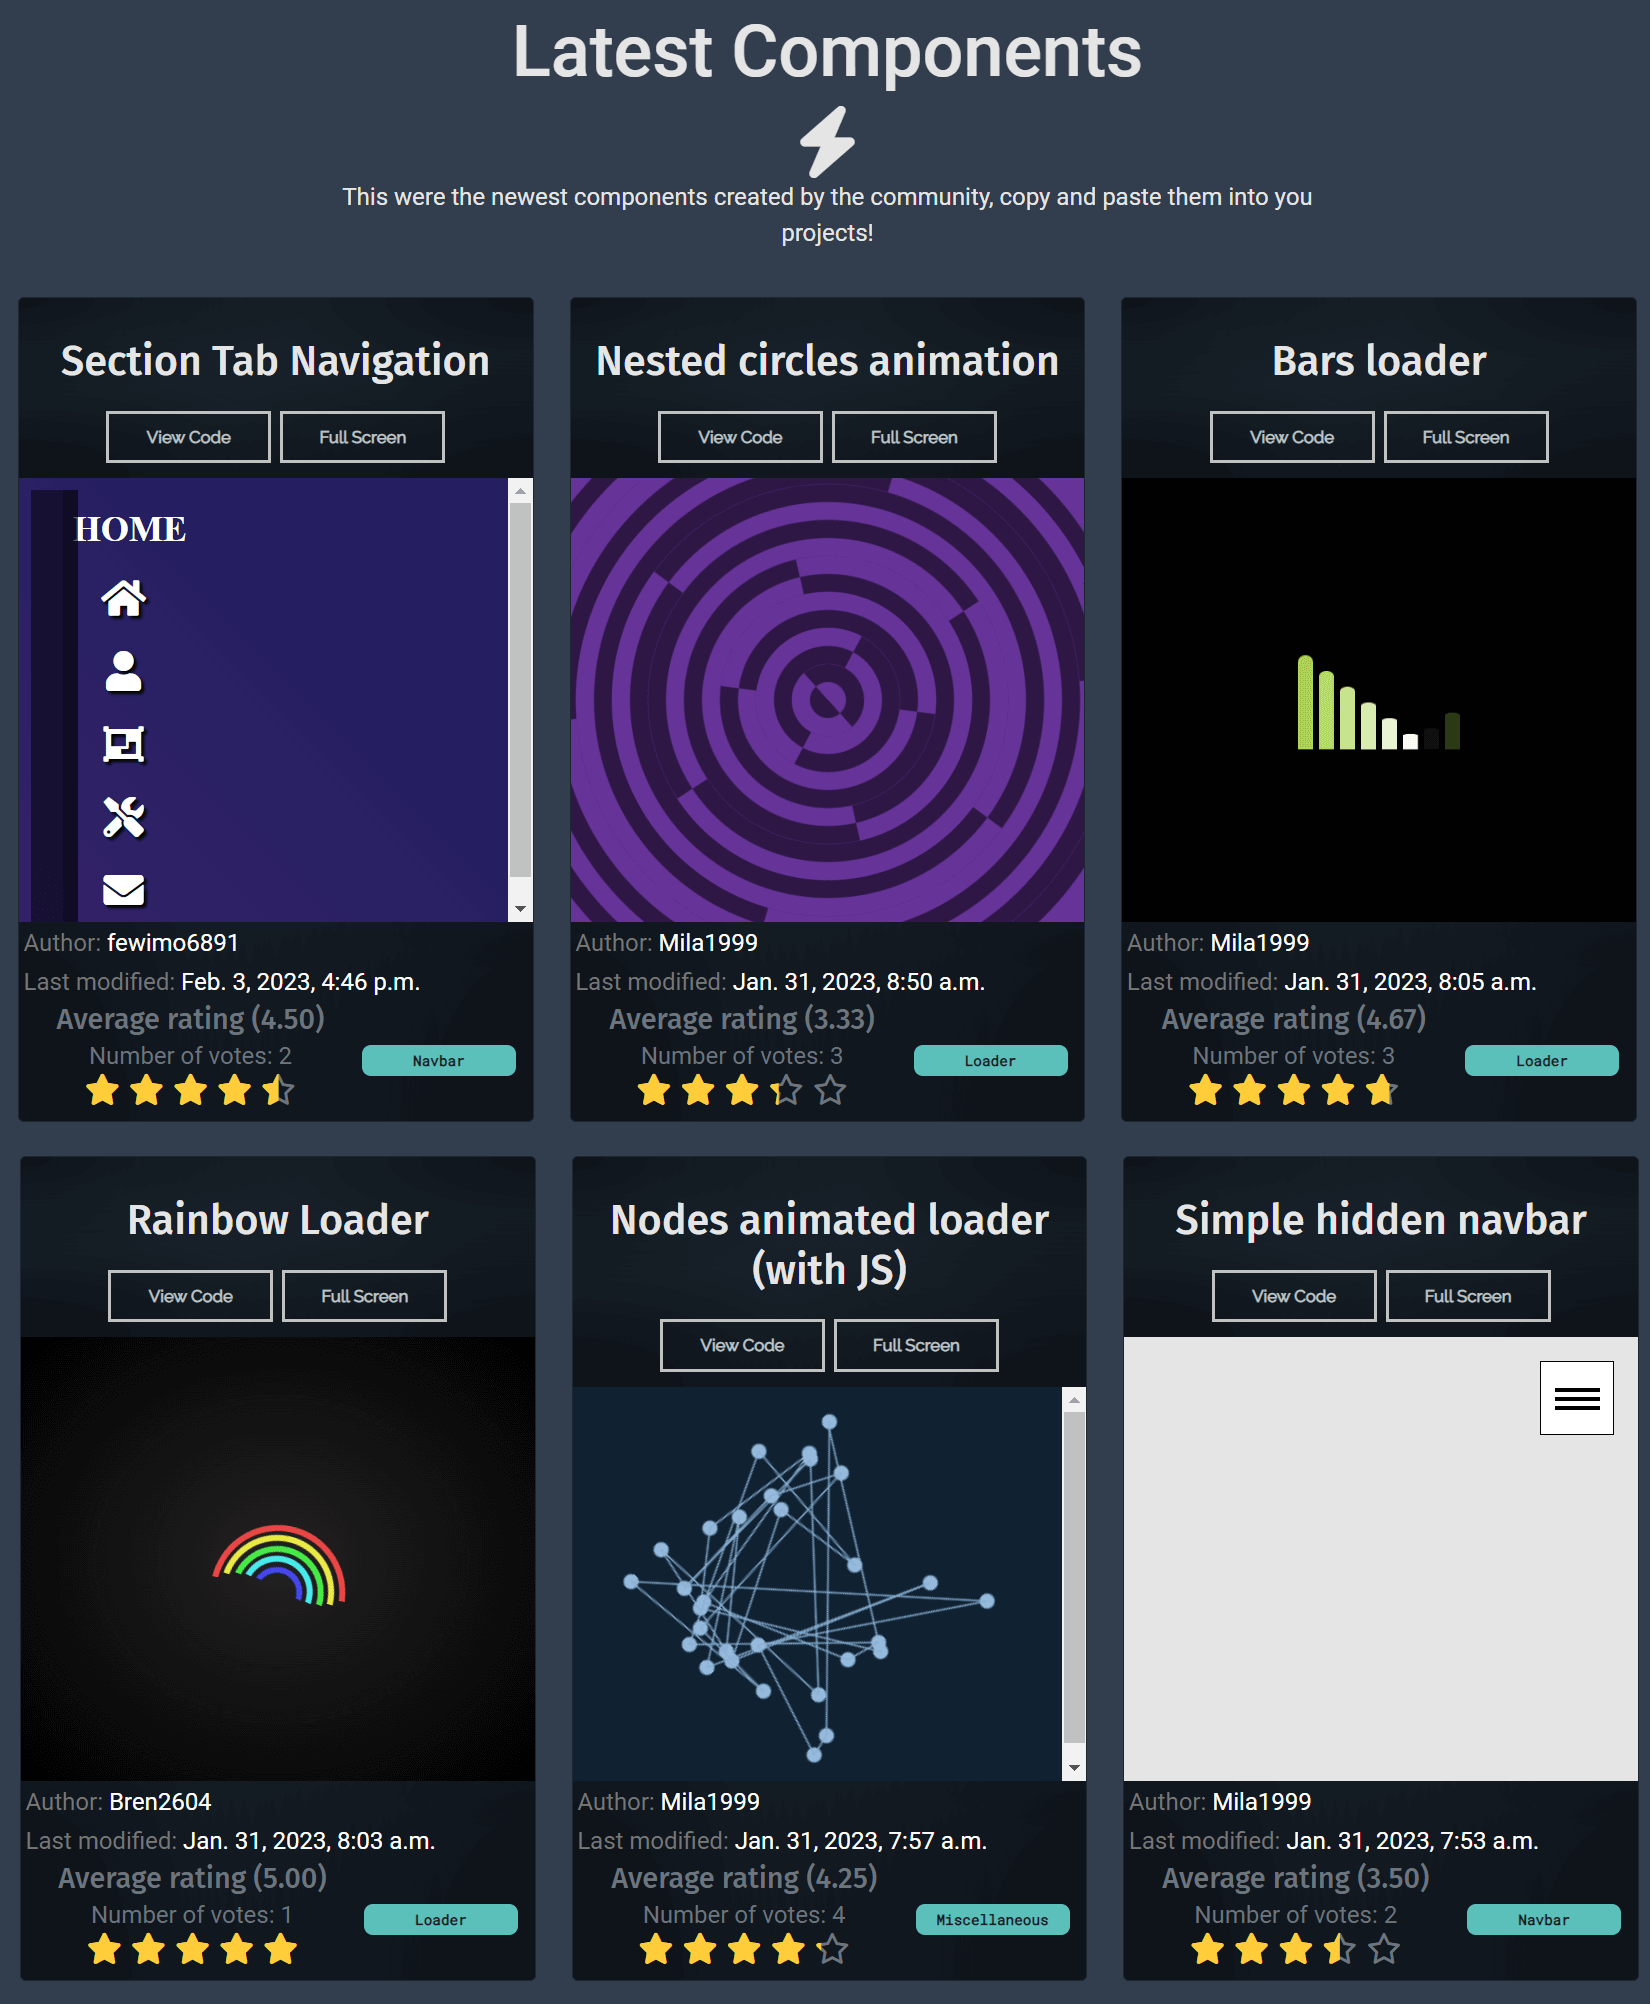 Latest Components
This were the newest components created by the community, copy and paste them into you
projects!
Section Tab Navigation
View Code Full Screen
HOME
Author: fewimo6891
Last modified: Feb. 3, 2023, 4:46 p.m.
Average rating (4.50)
Number of votes: 2
Navbar
Nested circles animation
View Code Full Screen
Author: Mila1999
Last modified: Jan. 31, 2023, 8:50 a.m.
Average rating (3.33)
Number of votes: 3
Loader
Bars loader
View Code Full Screen
Author: Mila1999
Last modified: Jan. 31, 2023, 8:05 a.m.
Average rating (4.67)
Number of votes: 3
Loader
Rainbow Loader
View Code Full Screen
Author: Bren2604
Last modified: Jan. 31, 2023, 8:03 a.m.
Average rating (5.00)
Number of votes: 1
Loader
Nodes animated loader
(with JS)
View Code Full Screen
Author: Mila1999
Last modified: Jan. 31, 2023, 7:57 a.m.
Average rating (4.25)
Number of votes: 4
Miscellaneous
Simple hidden navbar
View Code Full Screen
Author: Mila1999
Last modified: Jan. 31, 2023, 7:53 a.m.
Average rating (3.50)
Number of votes: 2
Navbar